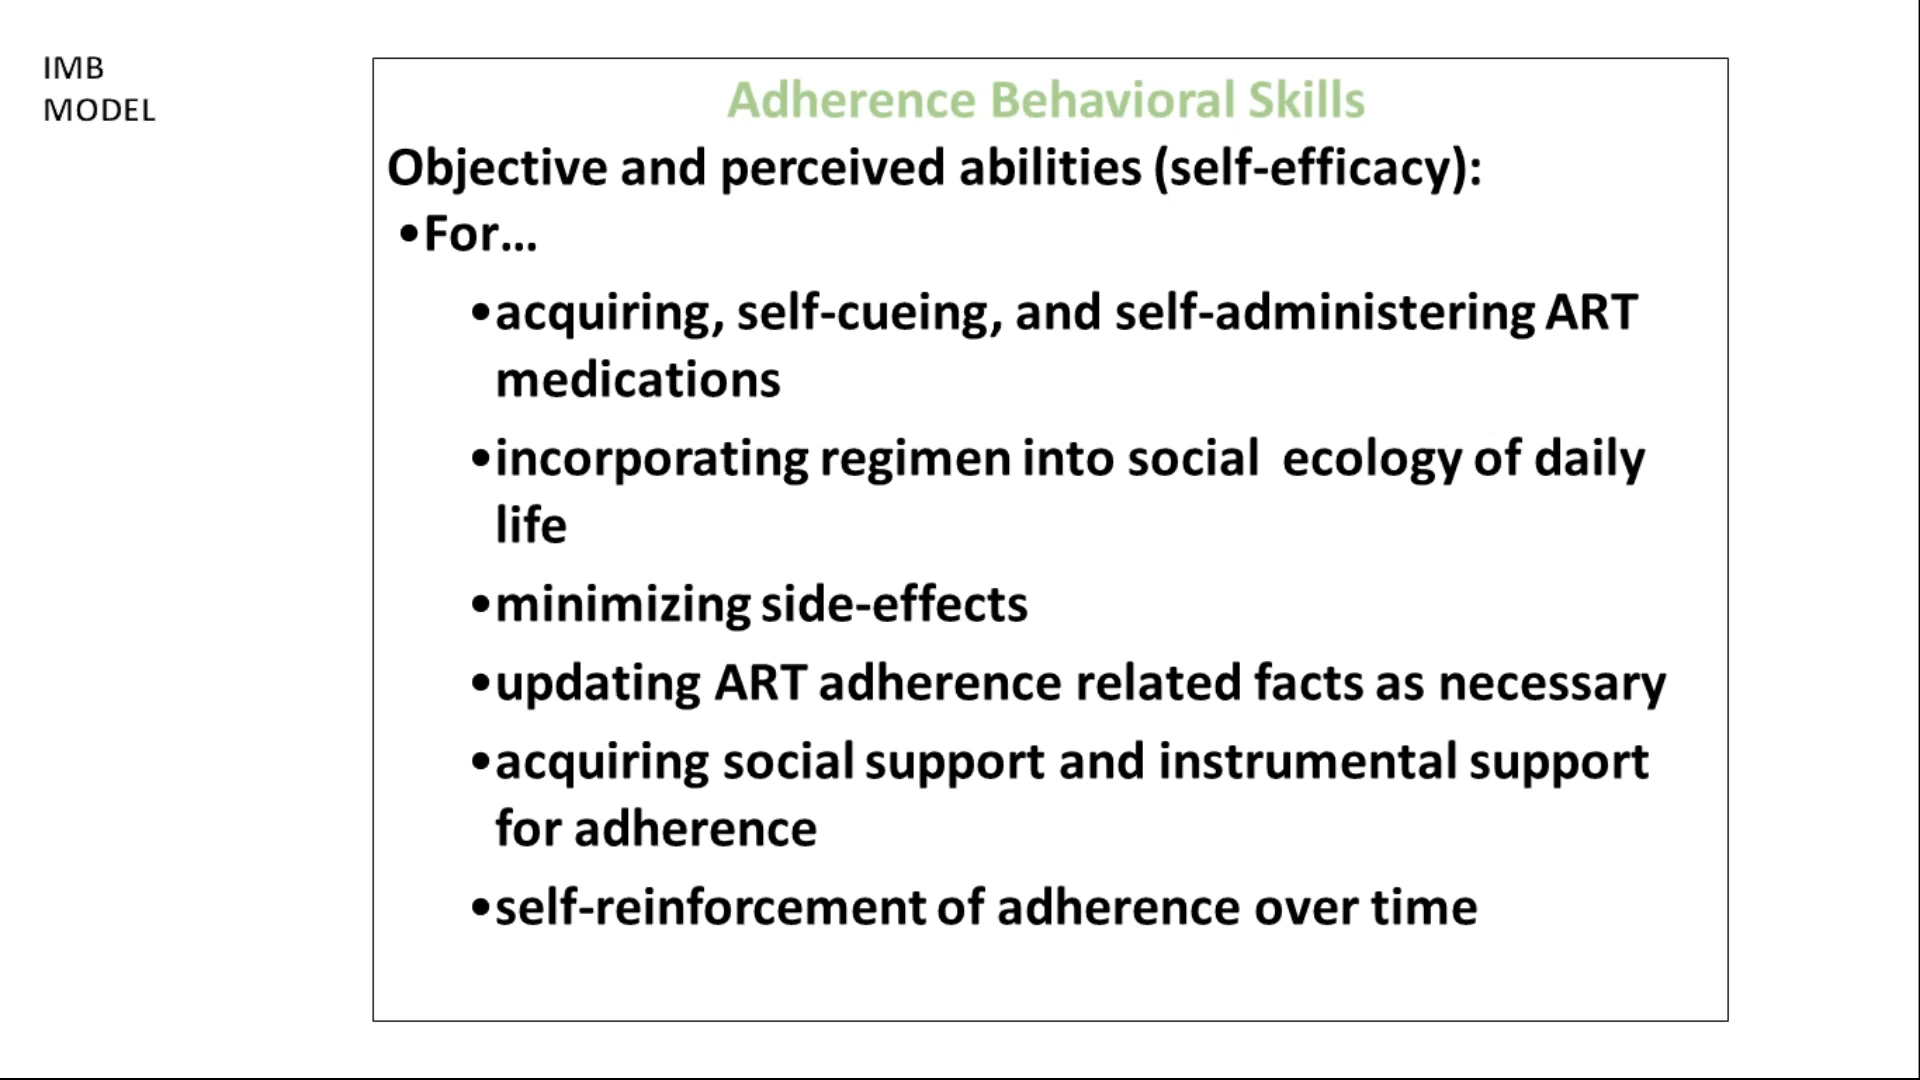 IMB
MODEL
Adherence Behavioral Skills
Objective and perceived abilities (self-efficacy):
•For...
•acquiring, self-cueing, and self-administering ART
medications
•incorporating regimen into social ecology of daily
life
•minimizing side-effects
•updating ART adherence related facts as necessary
•acquiring social support and instrumental support
for adherence
•self-reinforcement of adherence over time